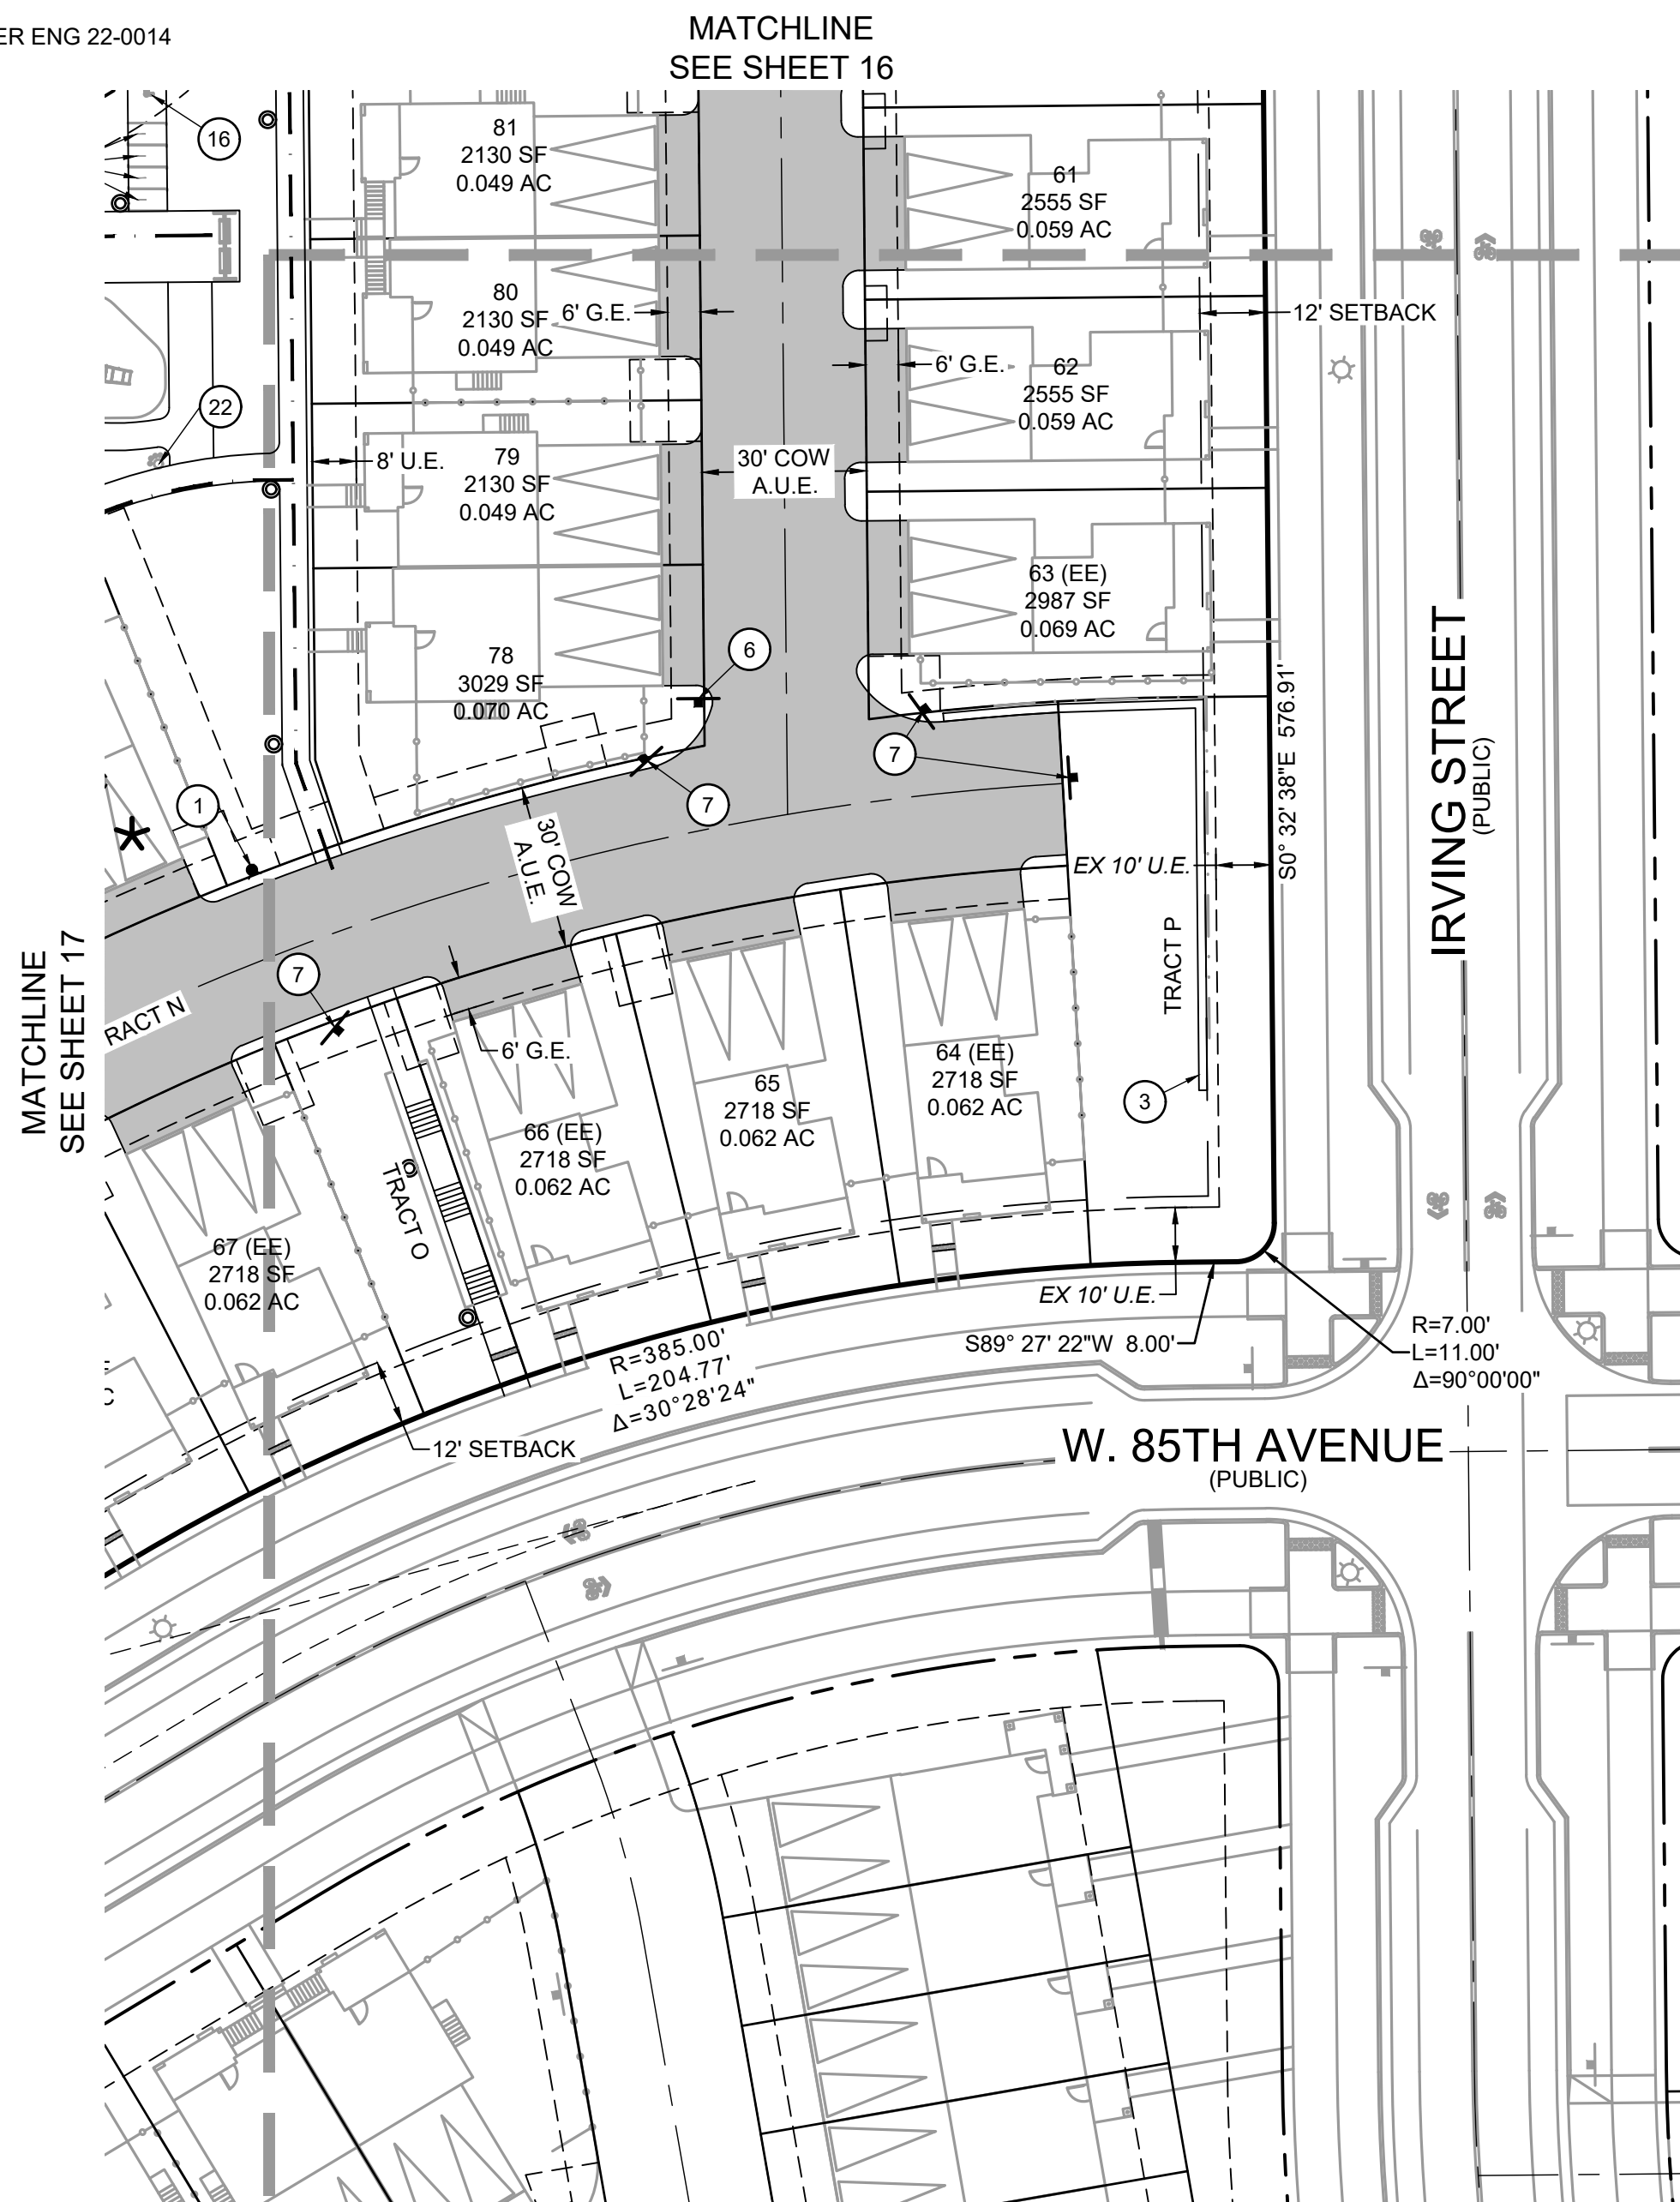 ER ENG 22-0014
MATCHLINE
SEE SHEET 16
16
81
2130 SF
0.049 AC
61
2555 SF
0.059 AC
80
2130 SF
0.049 AC
6' G.E.
12' SETBACK
62
2555 SF
0.059 AC
6' G.E.
22
79
2130 SF
0.049 AC
8' U.E.
30' COW
A.U.E.
63 (EE)
2987 SF
0.069 AC
78
3029 SF
0.070 AC
6
7
7
1
S0° 32' 38"E 576.91'
IRVING STREET
(PUBLIC)
30' COW
A.U.E.
EX 10' U.E.
TRACT P
MATCHLINE
SEE SHEET 17
RACT N
7
6' G.E.
64 (EE)
2718 SF
0.062 AC
65
2718 SF
0.062 AC
3
66 (EE)
2718 SF
0.062 AC
TRACT O
67 (EE)
2718 SF
0.062 AC
EX 10' U.E.
S89° 27' 22"W 8.00'
R=7.00'
L=11.00'
Δ=90°00'00"
R=385.00'
L=204.77'
Δ=30°28'24"
12' SETBACK
W. 85TH AVENUE
(PUBLIC)